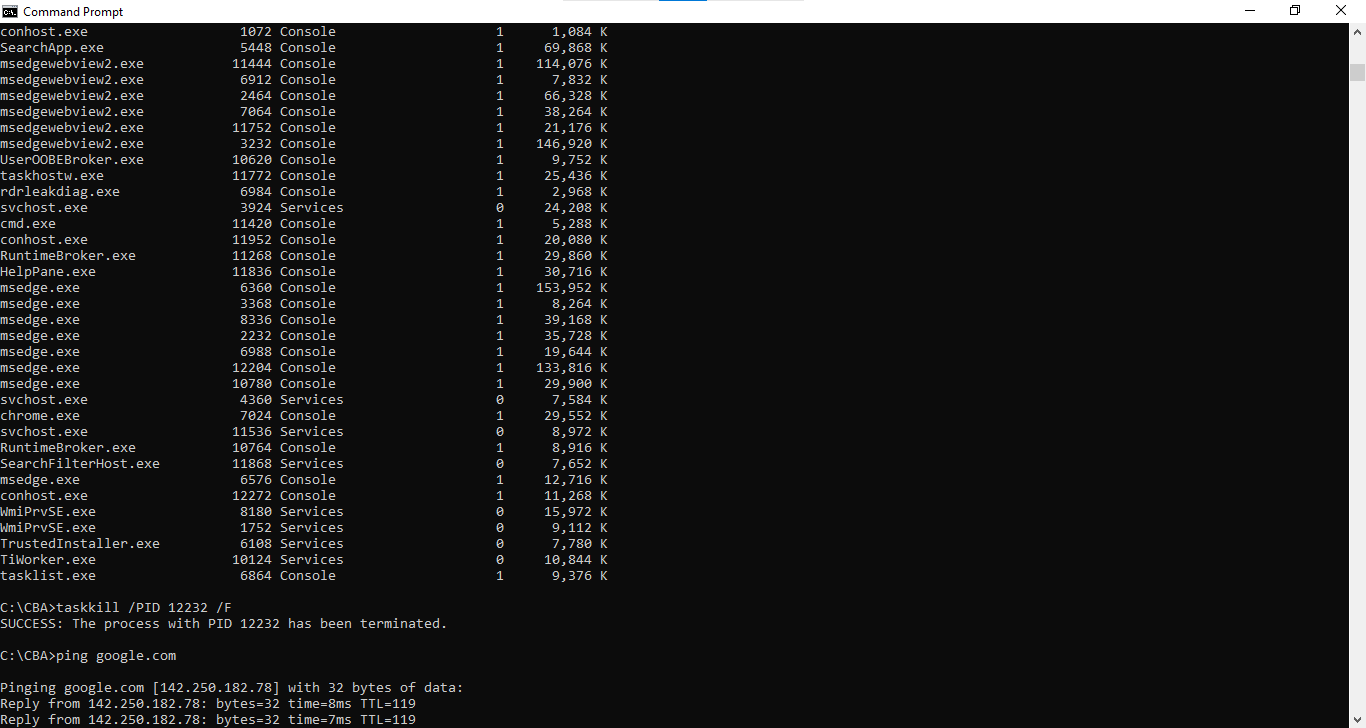 Command Prompt
conhost.exe 1072 Console 1 1,084 K
SearchApp.exe 5448 Console 1 69,868 K
msedgewebview2.exe 11444 Console 1 114,076 K
msedgewebview2.exe 6912 Console 1 7,832 K
msedgewebview2.exe 2464 Console 1 66,328 K
msedgewebview2.exe 7064 Console 1 38,264 K
msedgewebview2.exe 11752 Console 1 21,176 K
msedgewebview2.exe 3232 Console 1 146,920 K
UserOOBEBroker.exe 10620 Console 1 9,752 K
taskhostw.exe 11772 Console 1 25,436 K
rdrleakdiag.exe 6984 Console 1 2,968 K
svchost.exe 3924 Services 0 24,208 K
cmd.exe 11420 Console 1 5,288 K
conhost.exe 11952 Console 1 20,080 K
RuntimeBroker.exe 11268 Console 1 29,860 K
HelpPane.exe 11836 Console 1 30,716 K
msedge.exe 6360 Console 1 153,952 K
msedge.exe 3368 Console 1 8,264 K
msedge.exe 8336 Console 1 39,168 K
msedge.exe 2232 Console 1 35,728 K
msedge.exe 6988 Console 1 19,644 K
msedge.exe 12204 Console 1 133,816 K
msedge.exe 10780 Console 1 29,900 K
svchost.exe 4360 Services 0 7,584 K
chrome.exe 7024 Console 1 29,552 K
svchost.exe 11536 Services 0 8,972 K
RuntimeBroker.exe 10764 Console 1 8,916 K
SearchFilterHost.exe 11868 Services 0 7,652 K
msedge.exe 6576 Console 1 12,716 K
conhost.exe 12272 Console 1 11,268 K
WmiPrvSE.exe 8180 Services 0 15,972 K
WmiPrvSE.exe 1752 Services 0 9,112 K
TrustedInstaller.exe 6108 Services 0 7,780 K
TiWorker.exe 10124 Services 0 10,844 K
tasklist.exe 6864 Console 1 9,376 K
C:\CBA>taskkill /PID 12232 /F
SUCCESS: The process with PID 12232 has been terminated.
C:\CBA>ping google.com
Pinging google.com [142.250.182.78] with 32 bytes of data:
Reply from 142.250.182.78: bytes=32 time=8ms TTL=119
Reply from 142.250.182.78: bytes=32 time=7ms TTL=119